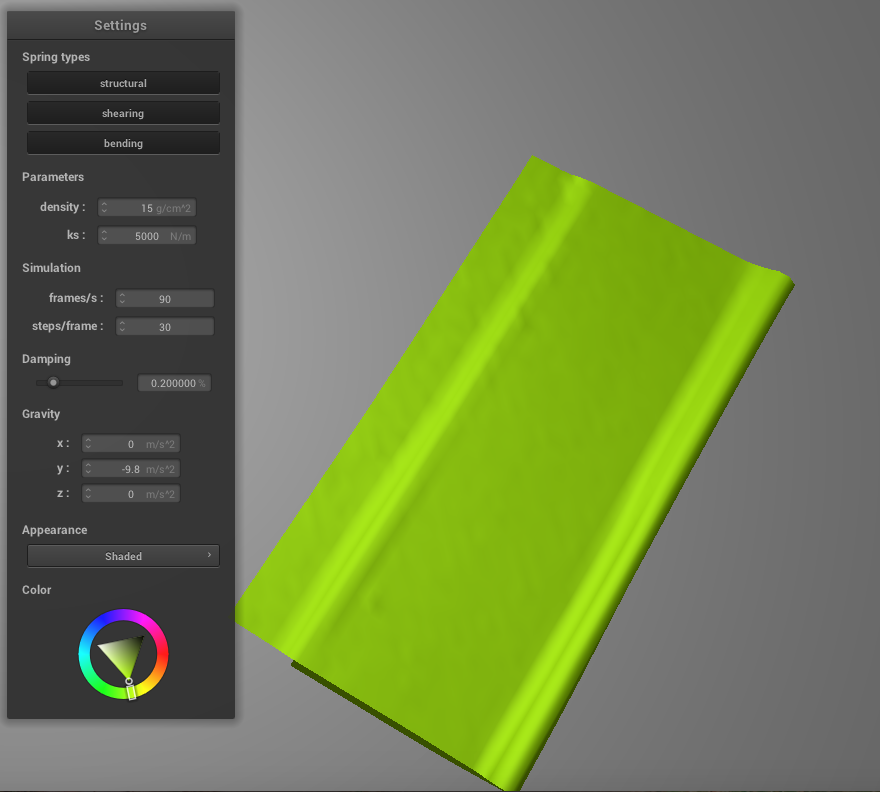 Settings
Spring types
structural
shearing
bending
Parameters
density : 15 g/cm^2
ks : 5000 N/m
Simulation
frames/s : 90
steps/frame : 30
Damping
0.200000 %
Gravity
x : 0 m/s^2
y : -9.8 m/s^2
z : 0 m/s^2
Appearance
Shaded ›
Color